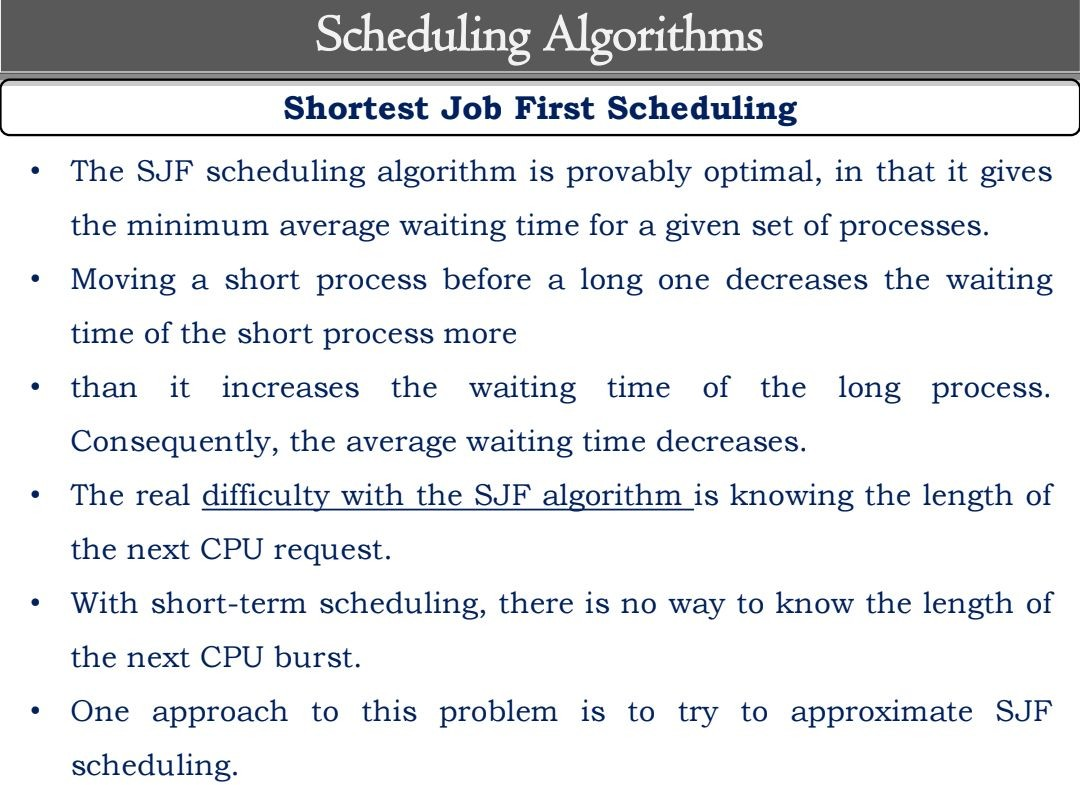 Scheduling Algorithms
Shortest Job First Scheduling
• The SJF scheduling algorithm is provably optimal, in that it gives
the minimum average waiting time for a given set of processes.
• Moving a short process before a long one decreases the waiting
time of the short process more
• than it increases the waiting time of the long process.
Consequently, the average waiting time decreases.
• The real difficulty with the SJF algorithm is knowing the length of
the next CPU request.
• With short-term scheduling, there is no way to know the length of
the next CPU burst.
• One approach to this problem is to try to approximate SJF
scheduling.